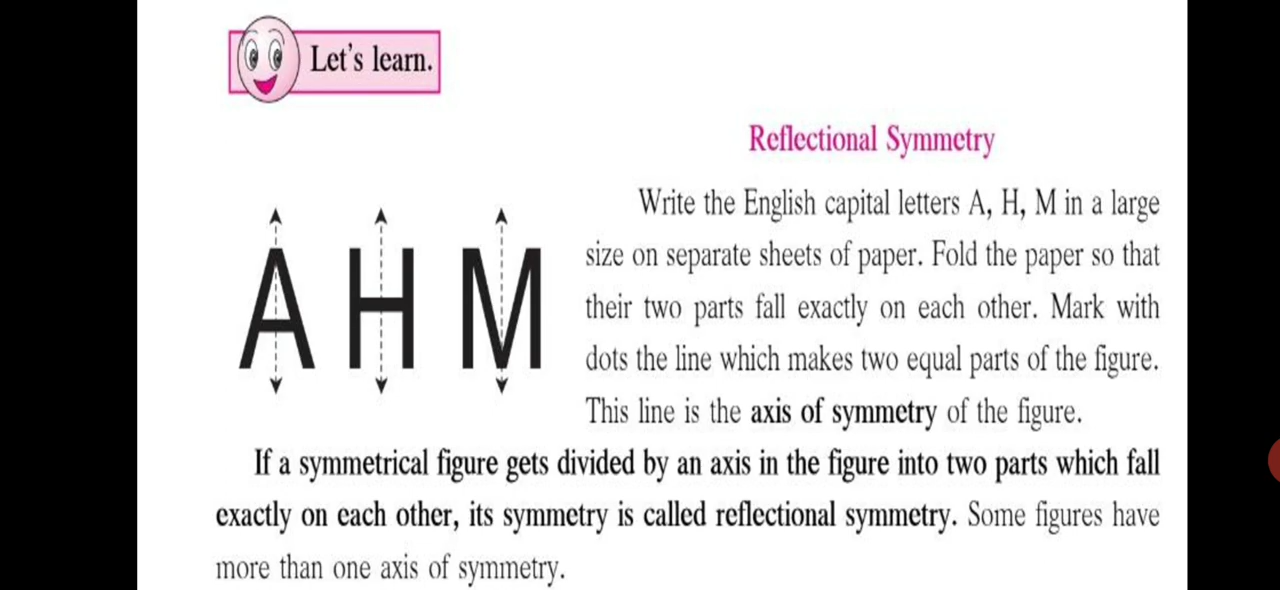 Let's learn.
Reflectional Symmetry
A H M
Write the English capital letters A, H, M in a large
size on separate sheets of paper. Fold the paper so that
their two parts fall exactly on each other. Mark with
dots the line which makes two equal parts of the figure.
This line is the axis of symmetry of the figure.
If a symmetrical figure gets divided by an axis in the figure into two parts which fall
exactly on each other, its symmetry is called reflectional symmetry. Some figures have
more than one axis of symmetry.